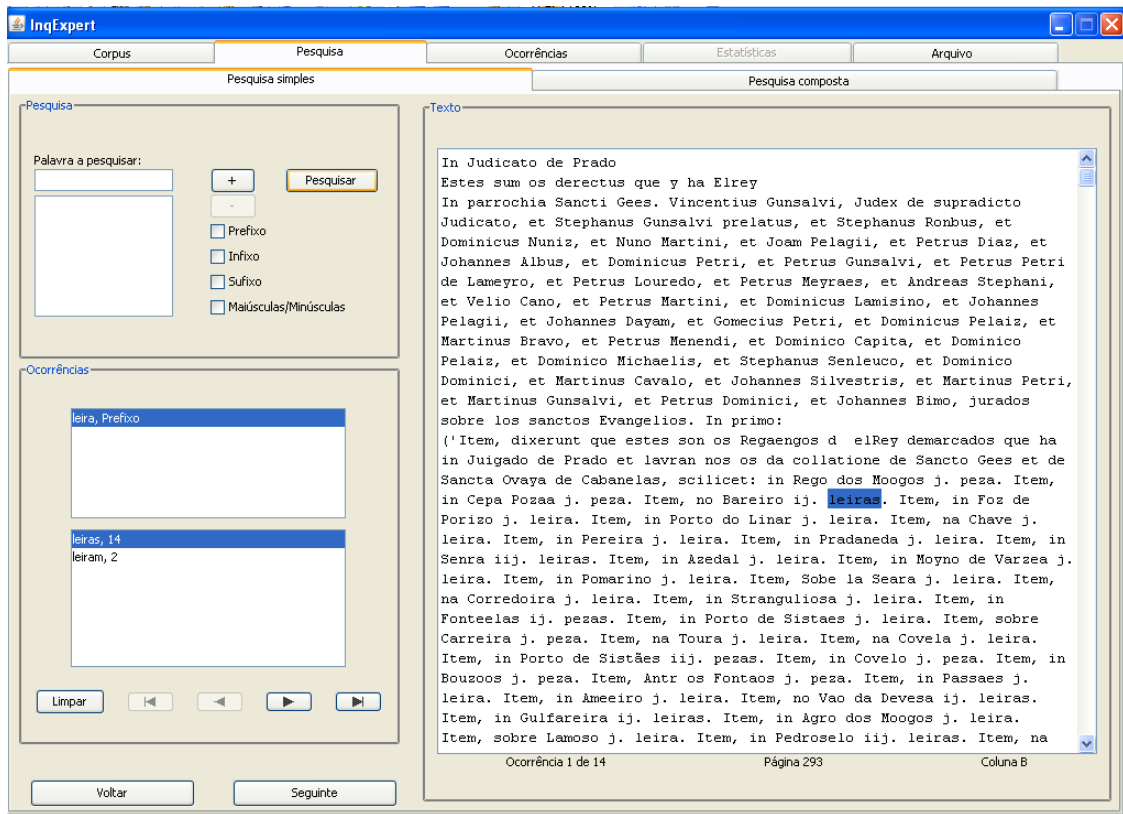 InqExpert
Corpus
Pesquisa
Ocorrências
Estatísticas
Arquivo
Pesquisa simples
Pesquisa composta
Pesquisa
Palavra a pesquisar:
+
Pesquisar
-
Prefixo
Infixo
Sufixo
Maiúsculas/Minúsculas
Ocorrências
leira, Prefixo
leiras, 14
leiram, 2
Limpar
Voltar
Seguinte
Texto
In Judicato de Prado
Estes sum os derectus que y ha Elrey
In parrochia Sancti Gees. Vincentius Gunsalvi, Judex de supradicto
Judicato, et Stephanus Gunsalvi prelatus, et Stephanus Ronbus, et
Dominicus Nuniz, et Nuno Martini, et Joam Pelagii, et Petrus Diaz, et
Johannes Albus, et Dominicus Petri, et Petrus Gunsalvi, et Petrus Petri
de Lameyro, et Petrus Louredo, et Petrus Meyraes, et Andreas Stephani,
et Velio Cano, et Petrus Martini, et Dominicus Lamisino, et Johannes
Pelagii, et Johannes Dayam, et Gomecius Petri, et Dominicus Pelaiz, et
Martinus Bravo, et Petrus Menendi, et Dominico Capita, et Dominico
Pelaiz, et Dominico Michaelis, et Stephanus Senleuco, et Dominico
Dominici, et Martinus Cavalo, et Johannes Silvestris, et Martinus Petri,
et Martinus Gunsalvi, et Petrus Dominici, et Johannes Bimo, jurados
sobre los sanctos Evangelios. In primo:
('Item, dixerunt que estes son os Regaengos d  elRey demarcados que ha
in Juigado de Prado et lavran nos os da collatione de Sancto Gees et de
Sancta Ovaya de Cabanelas, scilicet: in Rego dos Moogos j. peza. Item,
in Cepa Pozaa j. peza. Item, no Bareiro ij. leiras. Item, in Foz de
Porizo j. leira. Item, in Porto do Linar j. leira. Item, na Chave j.
leira. Item, in Pereira j. leira. Item, in Pradaneda j. leira. Item, in
Senra iij. leiras. Item, in Azedal j. leira. Item, in Moyno de Varzea j.
leira. Item, in Pomarino j. leira. Item, Sobe la Seara j. leira. Item,
na Corredoira j. leira. Item, in Stranguliosa j. leira. Item, in
Fonteelas ij. pezas. Item, in Porto de Sistaes j. leira. Item, sobre
Carreira j. peza. Item, na Toura j. leira. Item, na Covela j. leira.
Item, in Porto de Sistães iij. pezas. Item, in Covelo j. peza. Item, in
Bouzoos j. peza. Item, Antr os Fontaos j. peza. Item, in Passaes j.
leira. Item, in Ameeiro j. leira. Item, no Vao da Devesa ij. leiras.
Item, in Gulfareira ij. leiras. Item, in Agro dos Moogos j. leira.
Item, sobre Lamoso j. leira. Item, in Pedroselo iij. leiras. Item, na
Ocorrência 1 de 14
Página 293
Coluna B